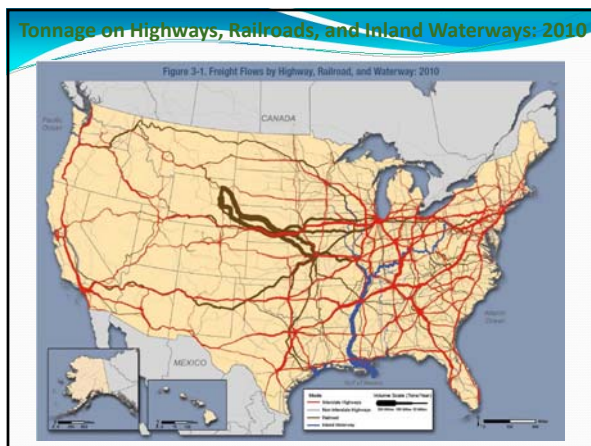 Tonnage on Highways, Railroads, and Inland Waterways: 2010
Figure 3-1. Freight Flows by Highway, Railroad, and Waterway: 2010
CANADA
Pacific
Ocean
Atlantic
Ocean
MEXICO
Gulf of Mexico
Mode
Interstate Highways
Non Interstate Highways
Railroad
Inland Waterway
Volume Scale (Tons/Year)